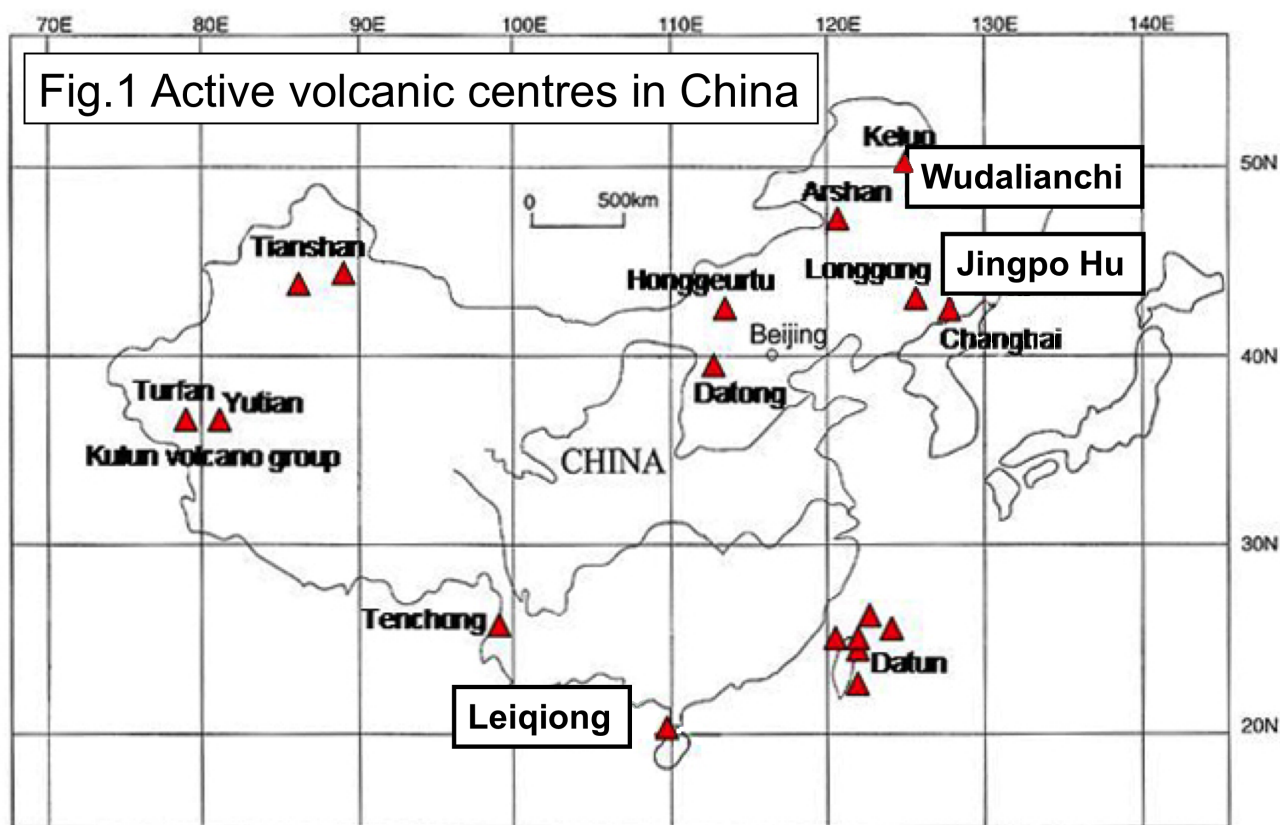 70E 80E 90E 100E 110E 120E 130E 140E
Fig.1 Active volcanic centres in China
Kelun
50N
Wudalianchi
Arshan
0 500km
Tianshan
Jingpo Hu
Longgong
Honggeurtu
Beijing
Changhai
40N
Turfan
Datong
Yutian
Kulun volcano group
CHINA
30N
Tenchong
Datun
Leiqiong
20N